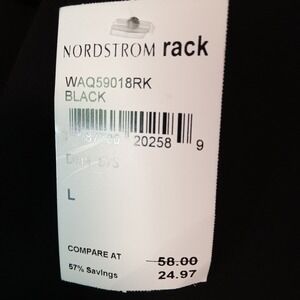 NORDSTROM rack
WAQ59018RK
BLACK
20258 9
L
COMPARE AT 58.00
57% Savings 24.97